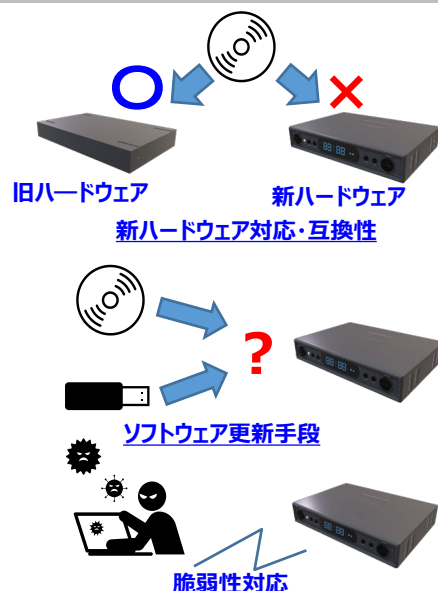 旧ハードウェア
新ハードウェア
新ハードウェア対応・互換性
?
ソフトウェア更新手段
脆弱性対応